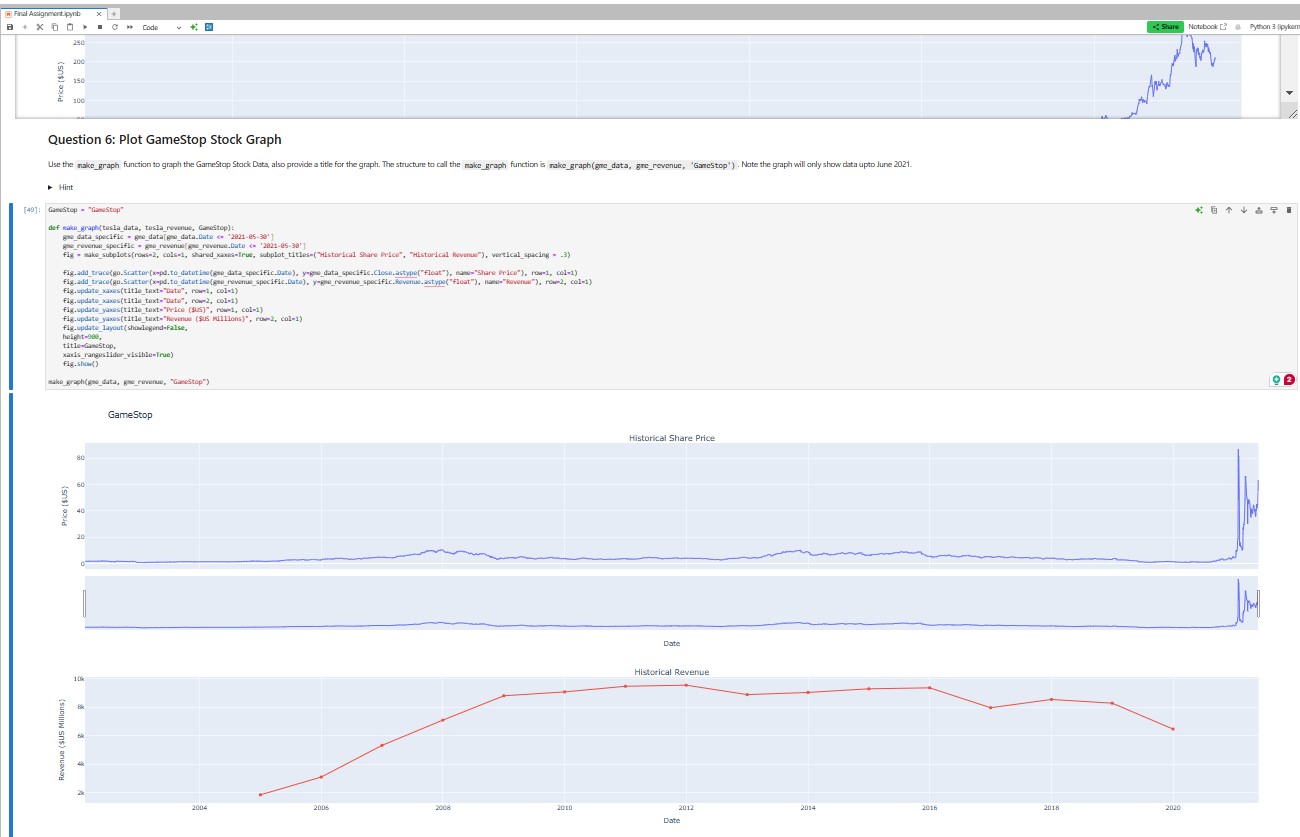 Final Assignment.ipynb
Code
Share
Notebook
Python 3 (ipykern
250
200
150
100
Price ($US)
Question 6: Plot GameStop Stock Graph
Use the make_graph function to graph the GameStop Stock Data, also provide a title for the graph. The structure to call the make_graph function is make_graph(gme_data, gme_revenue, 'GameStop') . Note the graph will only show data upto June 2021.
Hint
[49]:
GameStop = "GameStop"
def make_graph(tesla_data, tesla_revenue, GameStop):
gme_data_specific = gme_data[gme_data.Date <= '2021-05-30']
gme_revenue_specific = gme_revenue[gme_revenue.Date <= '2021-05-30']
fig = make_subplots(rows=2, cols=1, shared_xaxes=True, subplot_titles=("Historical Share Price", "Historical Revenue"), vertical_spacing = .3)
fig.add_trace(go.Scatter(x=pd.to_datetime(gme_data_specific.Date), y=gme_data_specific.Close.astype("float"), name="Share Price"), row=1, col=1)
fig.add_trace(go.Scatter(x=pd.to_datetime(gme_revenue_specific.Date), y=gme_revenue_specific.Revenue.astype("float"), name="Revenue"), row=2, col=1)
fig.update_xaxes(title_text="Date", row=1, col=1)
fig.update_xaxes(title_text="Date", row=2, col=1)
fig.update_yaxes(title_text="Price ($US)", row=1, col=1)
fig.update_yaxes(title_text="Revenue ($US Millions)", row=2, col=1)
fig.update_layout(showlegend=False,
height=900,
title=GameStop,
xaxis_rangeslider_visible=True)
fig.show()
make_graph(gme_data, gme_revenue, "GameStop")
2
GameStop
Historical Share Price
80
60
40
20
0
Price ($US)
Date
Historical Revenue
10k
8k
6k
4k
2k
Revenue ($US Millions)
2004 2006 2008 2010 2012 2014 2016 2018 2020
Date